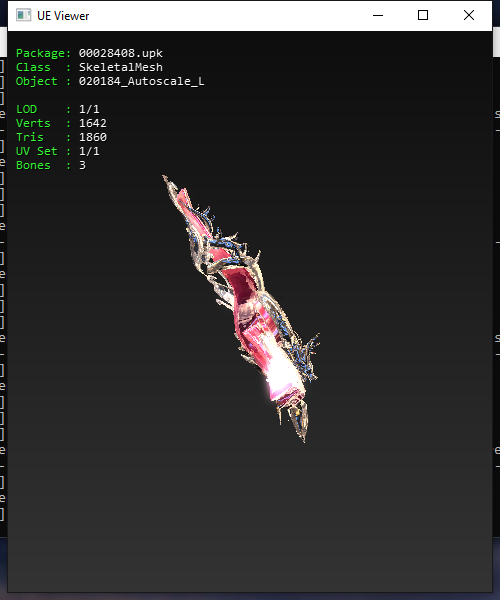 UE Viewer
Package: 00028408.upk
Class : SkeletalMesh
Object : 020184_Autoscale_L
LOD : 1/1
Verts : 1642
Tris : 1860
UV Set : 1/1
Bones : 3